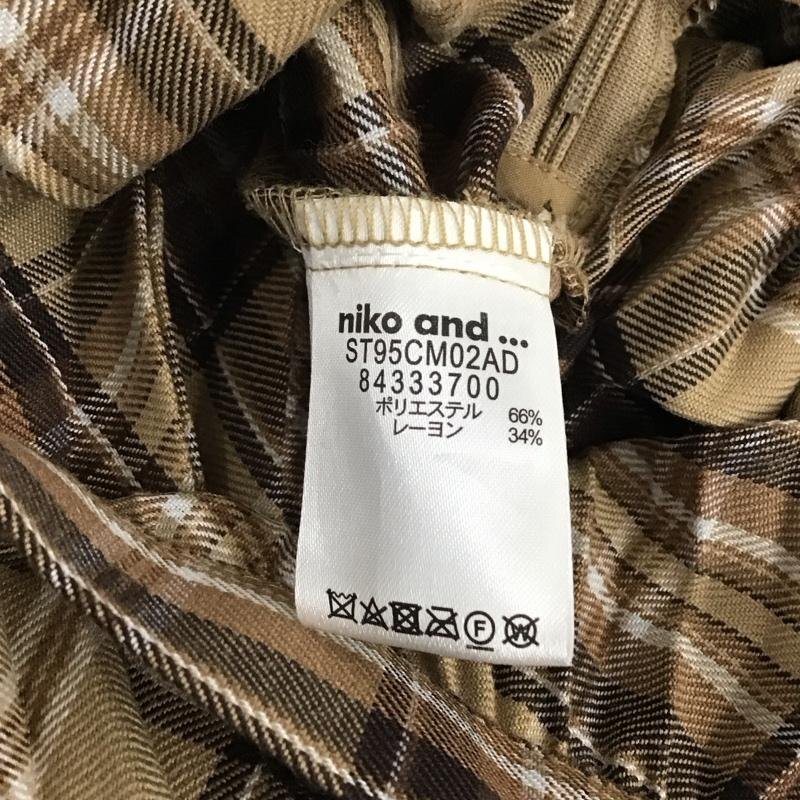 niko and ...
ST95CM02AD
84333700
ポリエステル 66%
レーヨン 34%
F
W